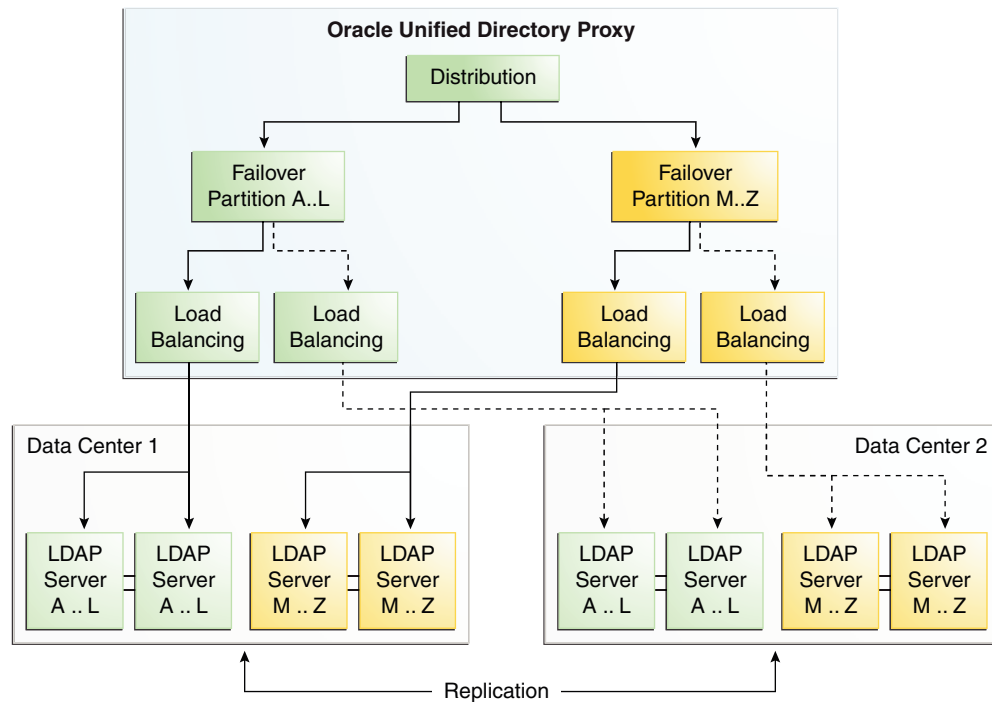 Oracle Unified Directory Proxy
Distribution
Failover
Partition A..L
Failover
Partition M..Z
Load
Balancing
Load
Balancing
Load
Balancing
Load
Balancing
Data Center 1
LDAP
Server
A .. L
LDAP
Server
A .. L
LDAP
Server
M .. Z
LDAP
Server
M .. Z
Data Center 2
LDAP
Server
A .. L
LDAP
Server
A .. L
LDAP
Server
M .. Z
LDAP
Server
M .. Z
Replication